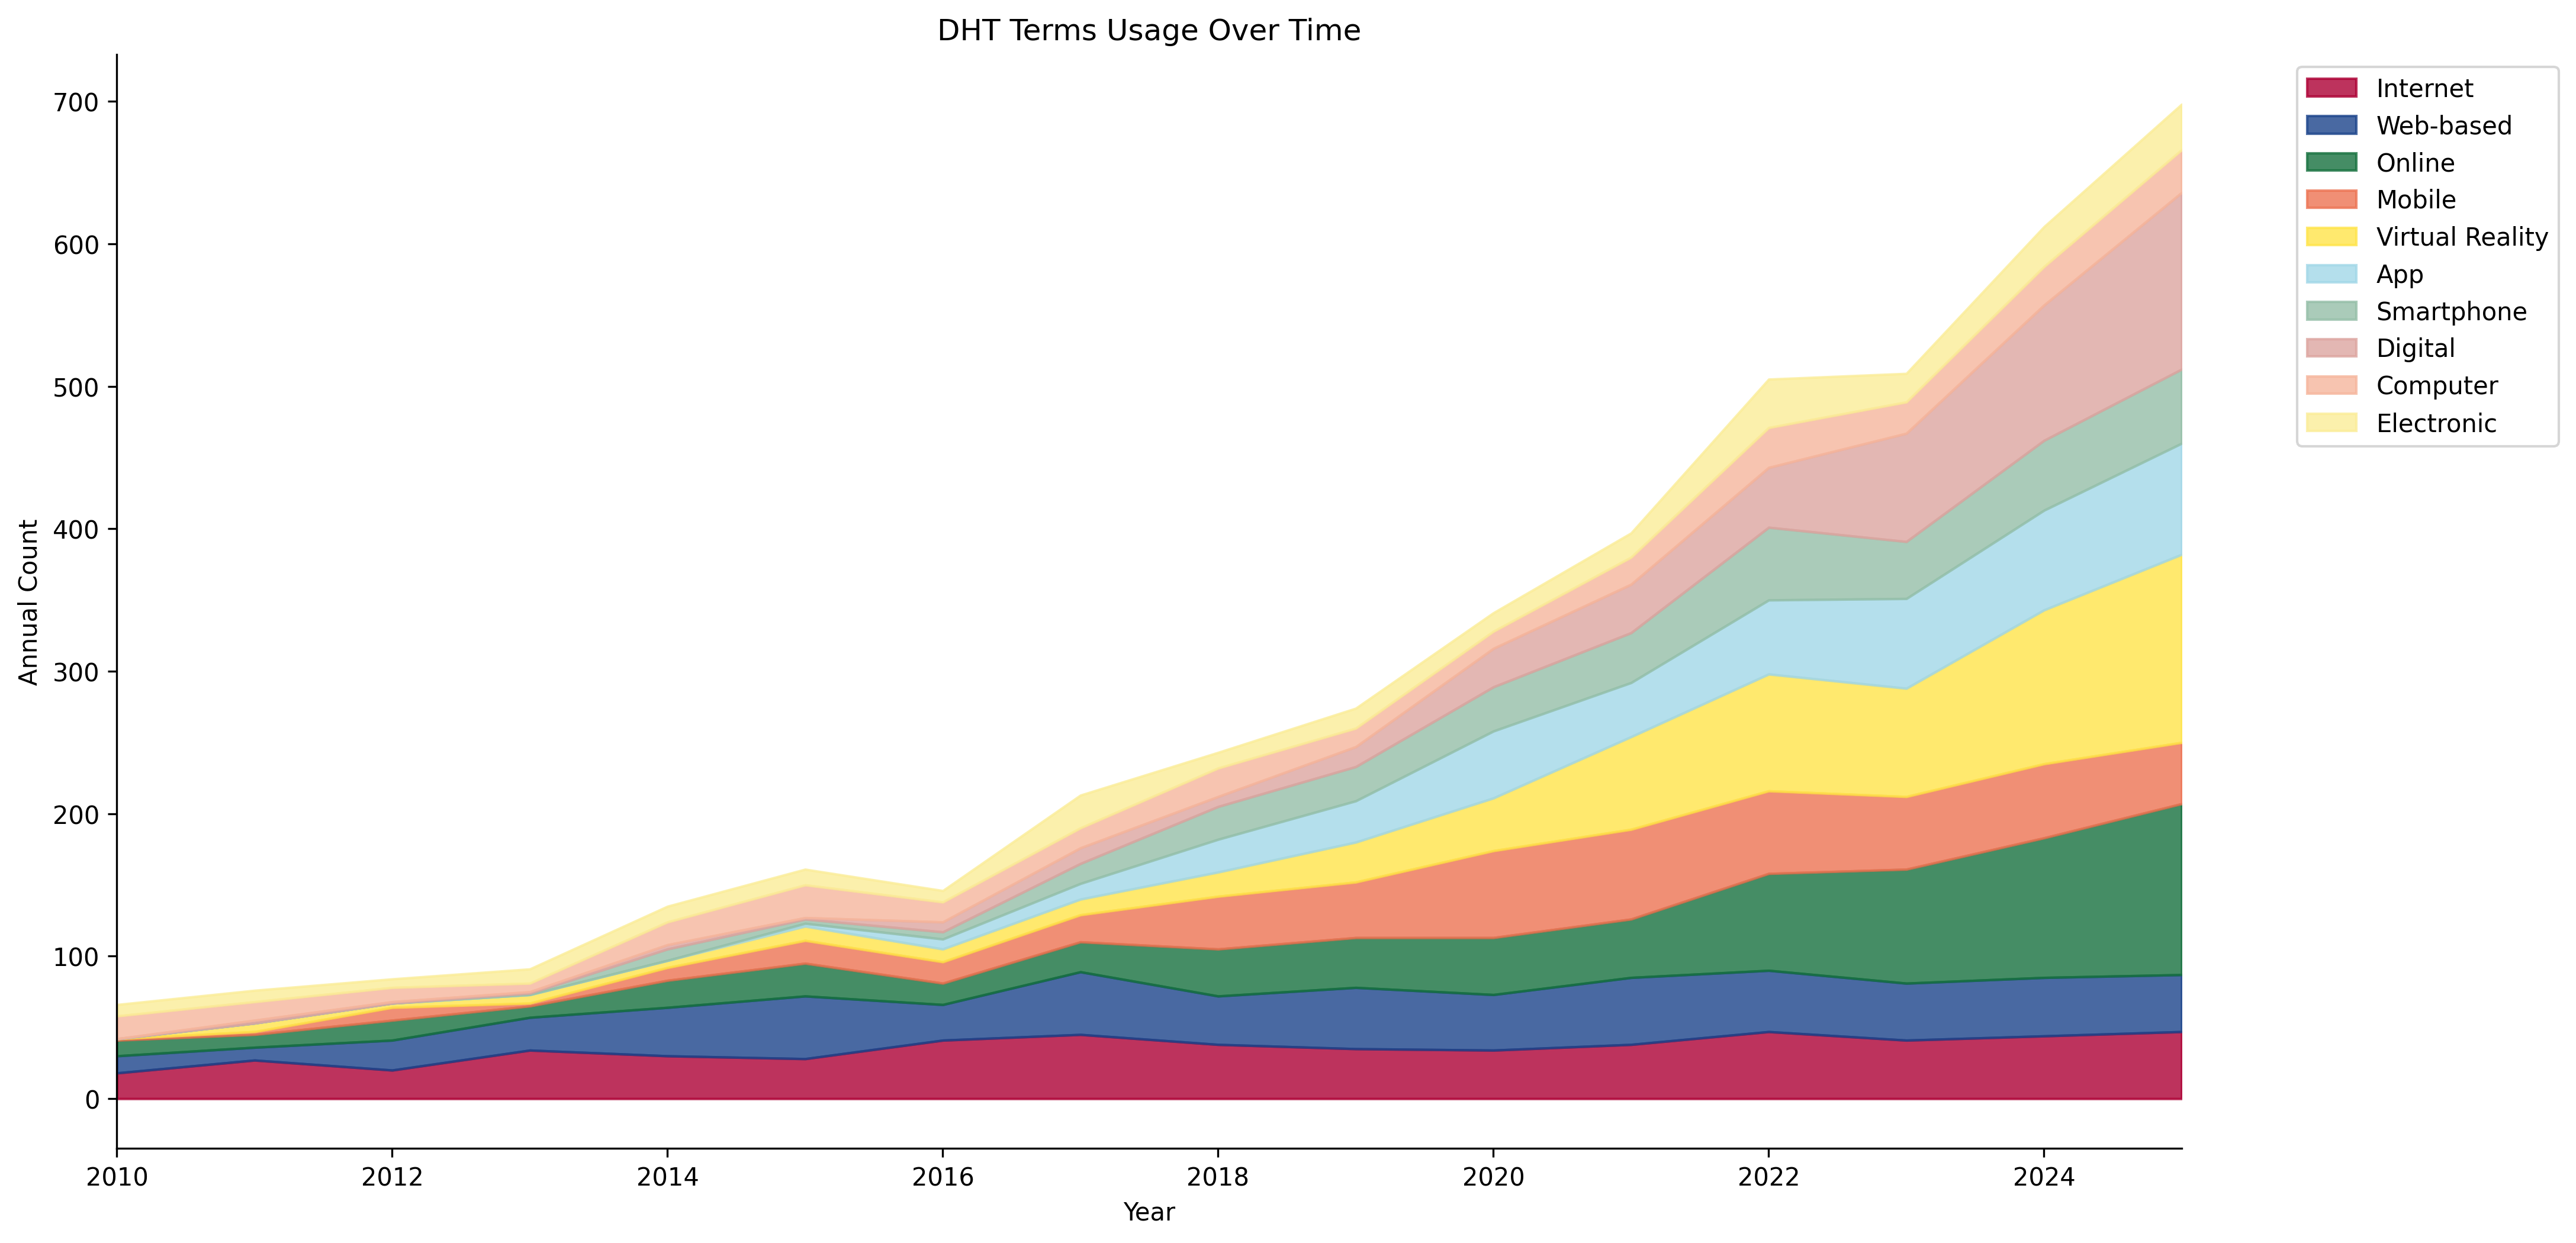 DHT Terms Usage Over Time
700
600
500
400
300
200
100
0
Annual Count
2010 2012 2014 2016 2018 2020 2022 2024
Year
Internet
Web-based
Online
Mobile
Virtual Reality
App
Smartphone
Digital
Computer
Electronic